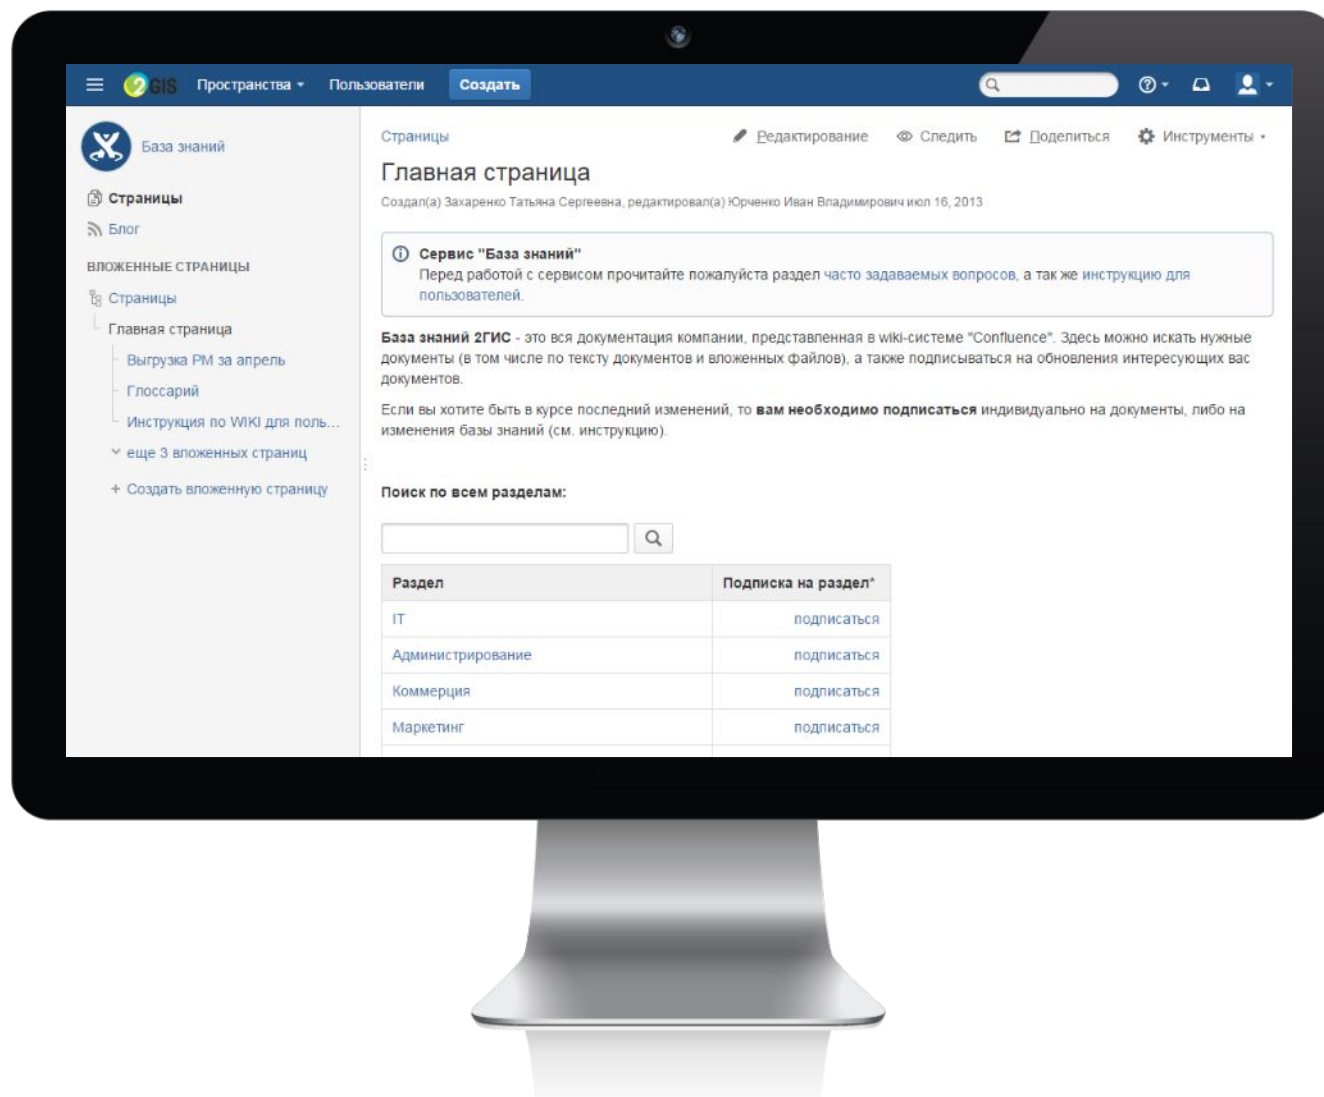 2GIS Пространства Пользователи Создать
База знаний
Страницы
Блог
ВЛОЖЕННЫЕ СТРАНИЦЫ
Страницы
Главная страница
Выгрузка РМ за апрель
Глоссарий
Инструкция по WIKI для поль...
еще 3 вложенных страниц
+ Создать вложенную страницу
Страницы Редактирование Следить Поделиться Инструменты
Главная страница
Создал(а) Захаренко Татьяна Сергеевна, редактировал(а) Юрченко Иван Владимирович июл 16, 2013
Сервис "База знаний"
Перед работой с сервисом прочитайте пожалуйста раздел часто задаваемых вопросов, а так же инструкцию для
пользователей.
База знаний 2ГИС - это вся документация компании, представленная в wiki-системе "Confluence". Здесь можно искать нужные
документы (в том числе по тексту документов и вложенных файлов), а также подписываться на обновления интересующих вас
документов.
Если вы хотите быть в курсе последний изменений, то вам необходимо подписаться индивидуально на документы, либо на
изменения базы знаний (см. инструкцию).
Поиск по всем разделам:
Раздел Подписка на раздел*
IT подписаться
Администрирование подписаться
Коммерция подписаться
Маркетинг подписаться